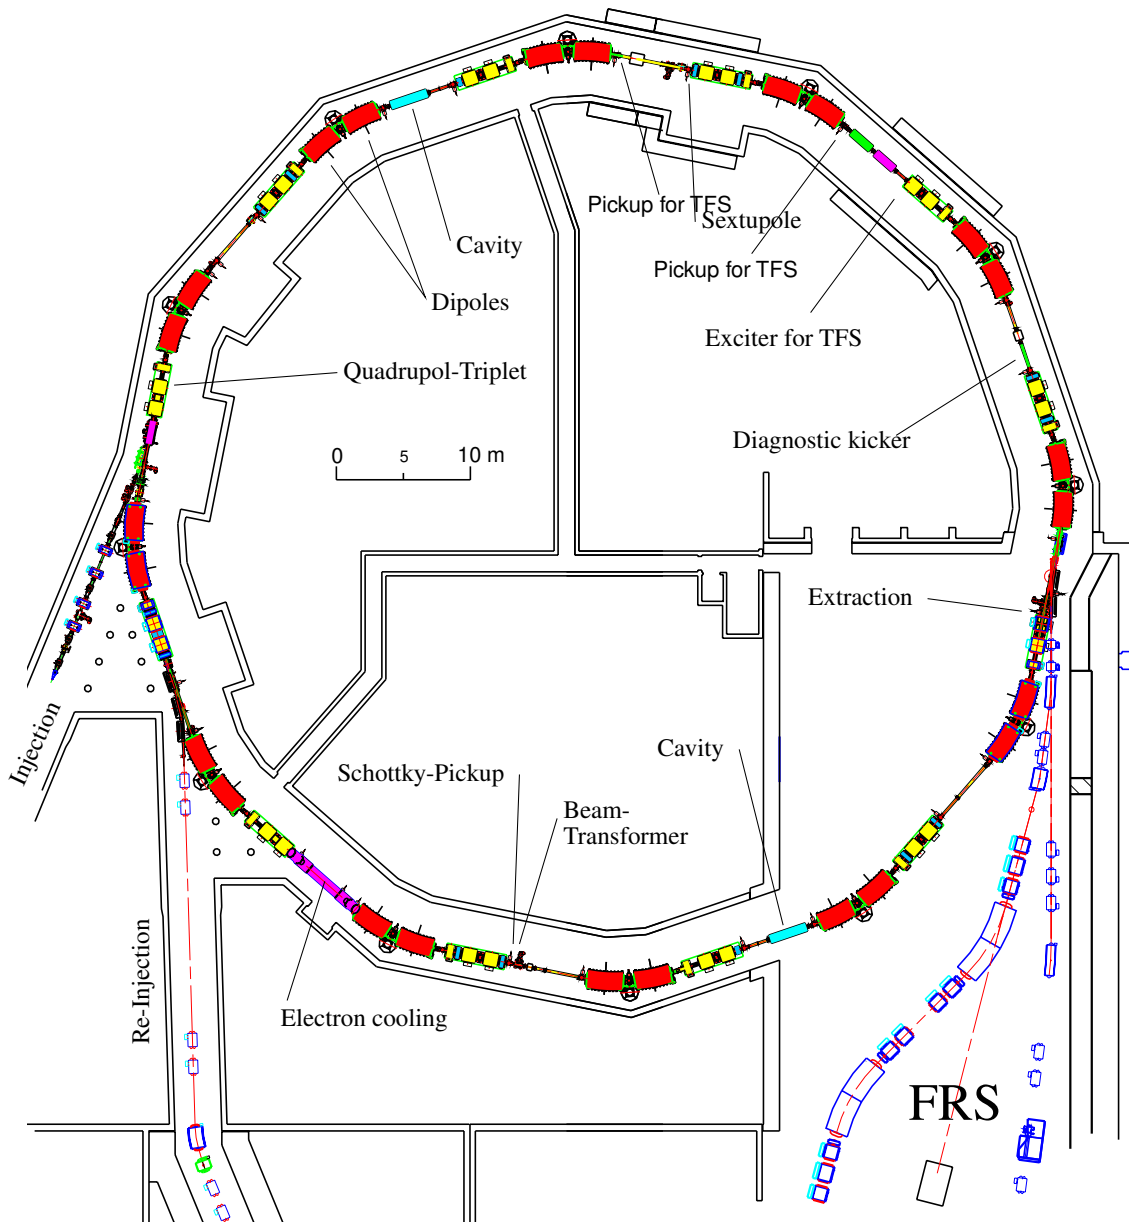 Pickup for TFS
Sextupole
Cavity
Pickup for TFS
Dipoles
Exciter for TFS
Quadrupol-Triplet
Diagnostic kicker
0 5 10 m
Extraction
Injection
Cavity
Schottky-Pickup
Beam-
Transformer
Re-Injection
Electron cooling
FRS